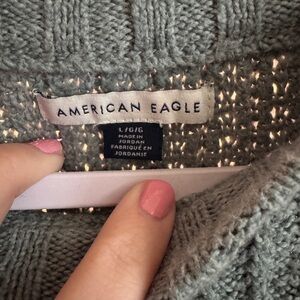 AMERICAN EAGLE
L/G/G
MADE IN
JORDAN
FABRIQUÉ EN
JORDANIE